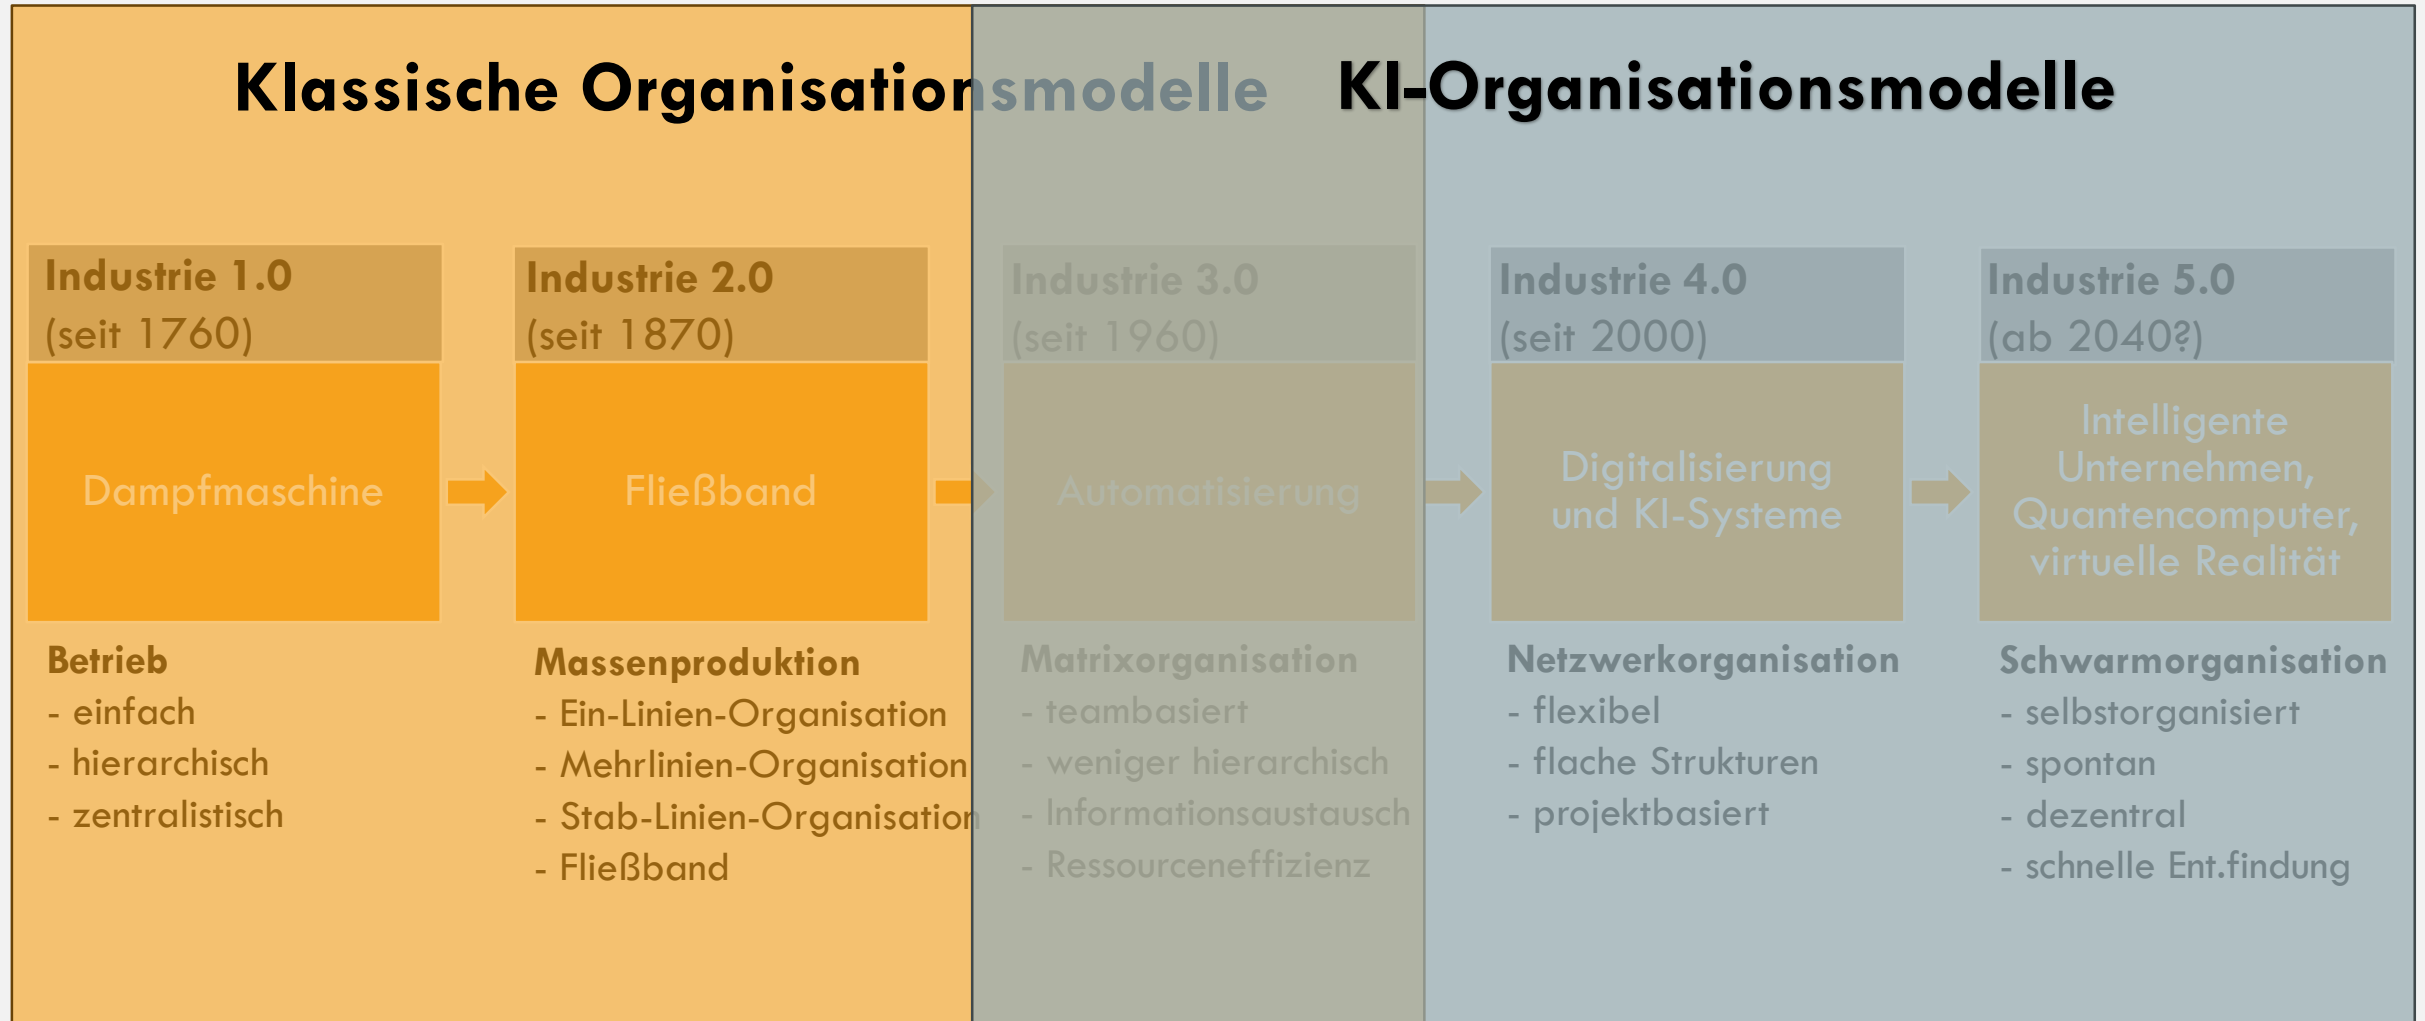 Klassische Organisationsmodelle
KI-Organisationsmodelle
Industrie 1.0
(seit 1760)
Dampfmaschine
Betrieb
- einfach
- hierarchisch
- zentralistisch
Industrie 2.0
(seit 1870)
Fließband
Massenproduktion
- Ein-Linien-Organisation
- Mehrlinien-Organisation
- Stab-Linien-Organisation
- Fließband
Industrie 3.0
(seit 1960)
Automatisierung
Matrixorganisation
- teambasiert
- weniger hierarchisch
- Informationsaustausch
- Ressourceneffizienz
Industrie 4.0
(seit 2000)
Digitalisierung
und KI-Systeme
Netzwerkorganisation
- flexibel
- flache Strukturen
- projektbasiert
Industrie 5.0
(ab 2040?)
Intelligente
Unternehmen,
Quantencomputer,
virtuelle Realität
Schwarmorganisation
- selbstorganisiert
- spontan
- dezentral
- schnelle Ent.findung